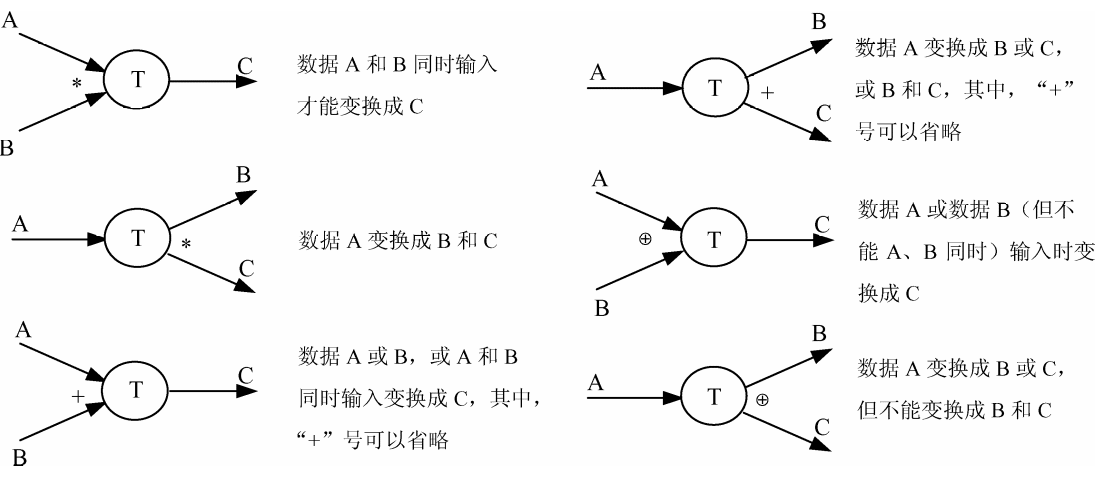 A
B
*
T
C
数据 A 和 B 同时输入
才能变换成 C
A
T
*
B
C
数据 A 变换成 B 和 C
A
B
+
T
C
数据 A 或 B，或 A 和 B
同时输入变换成 C，其中，
“+”号可以省略
A
T
+
B
C
数据 A 变换成 B 或 C，
或 B 和 C，其中，“+”
号可以省略
A
B
⊕
T
C
数据 A 或数据 B（但不
能 A、B 同时）输入时变
换成 C
A
T
⊕
B
C
数据 A 变换成 B 或 C，
但不能变换成 B 和 C